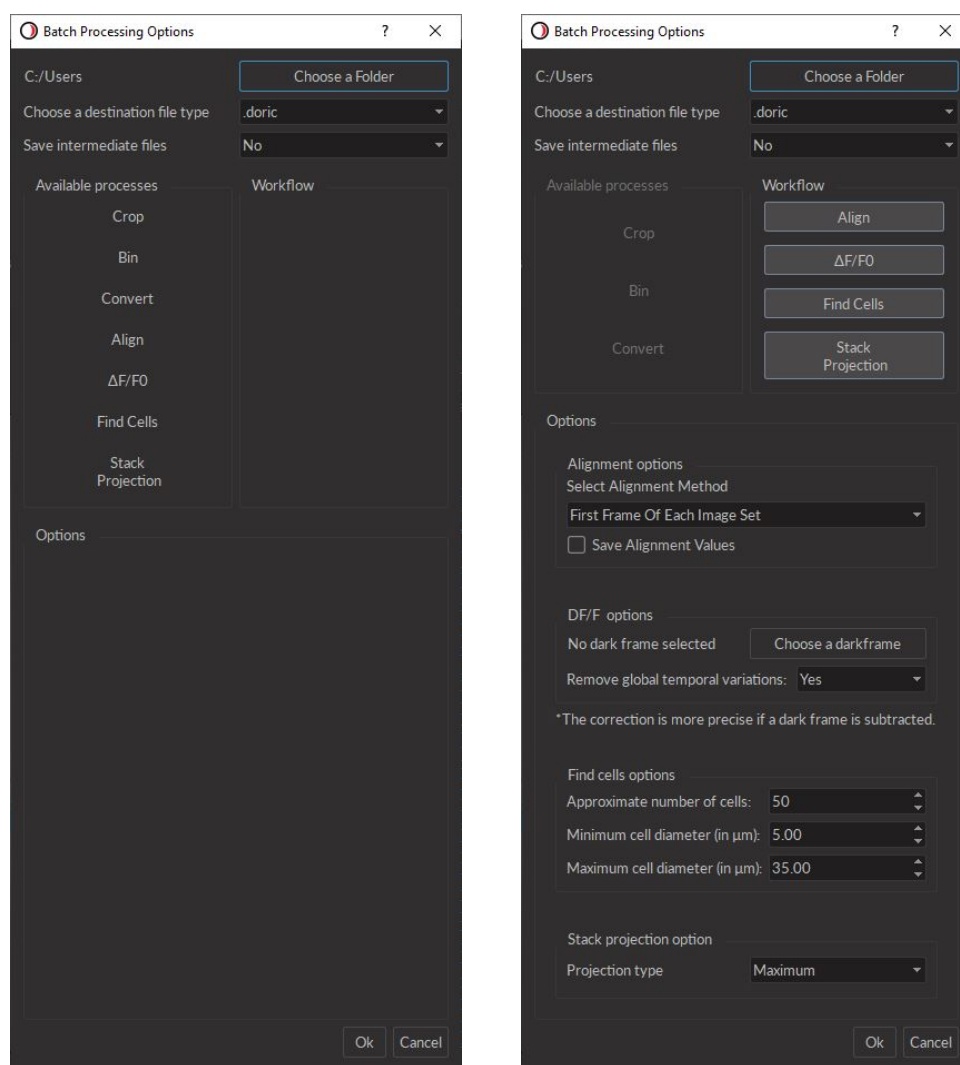 Batch Processing Options ? ×
C:/Users Choose a Folder
Choose a destination file type .doric
Save intermediate files No
Available processes Workflow
Crop
Bin
Convert
Align
ΔF/F0
Find Cells
Stack
Projection
Options
Ok Cancel
Batch Processing Options ? ×
C:/Users Choose a Folder
Choose a destination file type .doric
Save intermediate files No
Available processes Workflow
Crop
Bin
Convert
Align
ΔF/F0
Find Cells
Stack
Projection
Options
Alignment options
Select Alignment Method
First Frame Of Each Image Set
Save Alignment Values
DF/F options
No dark frame selected Choose a darkframe
Remove global temporal variations: Yes
*The correction is more precise if a dark frame is subtracted.
Find cells options
Approximate number of cells: 50
Minimum cell diameter (in µm): 5.00
Maximum cell diameter (in µm): 35.00
Stack projection option
Projection type Maximum
Ok Cancel